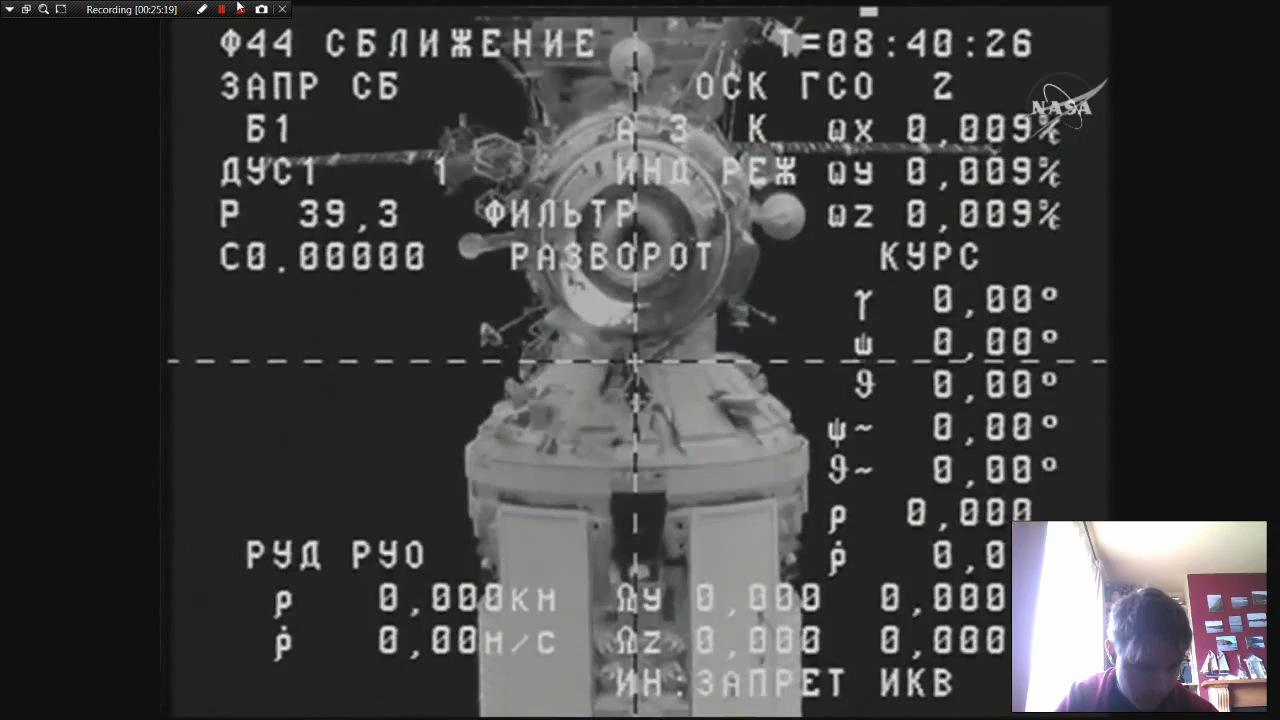 Recording [00:25:19]
Ф44 СБЛИЖЕНИЕ Т=08:40:26
ЗАПР СБ ОСК ГСО 2
NASA
Б1 А З К ωx 0,009%
ДУС1 1 ИНД РЕЖ ωy 0,009%
Р 39,3 ФИЛЬТР ωz 0,009%
С0.00000 РАЗВОРОТ КУРС
γ 0,00°
ψ 0,00°
ϑ 0,00°
ψ~ 0,00°
ϑ~ 0,00°
ρ 0,000
РУД РУО ρ̇ 0,0
ρ 0,000КМ Ωy 0,000 0,000
ρ̇ 0,00М/С Ωz 0,000 0,000
ИН.ЗАПРЕТ ИКВ